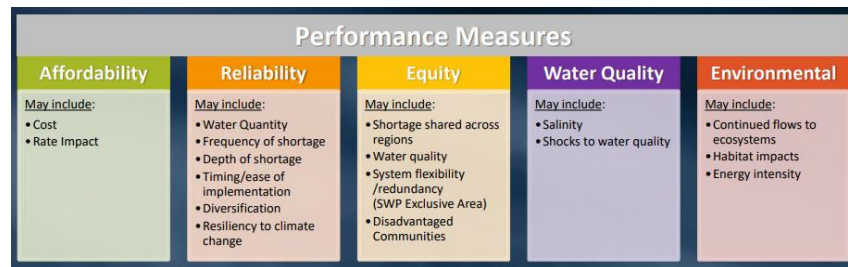 Performance Measures
Affordability
May include:
• Cost
• Rate Impact
Reliability
May include:
• Water Quantity
• Frequency of shortage
• Depth of shortage
• Timing/ease of
implementation
• Diversification
• Resiliency to climate
change
Equity
May include:
• Shortage shared across
regions
• Water quality
• System flexibility
/redundancy
(SWP Exclusive Area)
• Disadvantaged
Communities
Water Quality
May include:
• Salinity
• Shocks to water quality
Environmental
May include:
• Continued flows to
ecosystems
• Habitat impacts
• Energy intensity